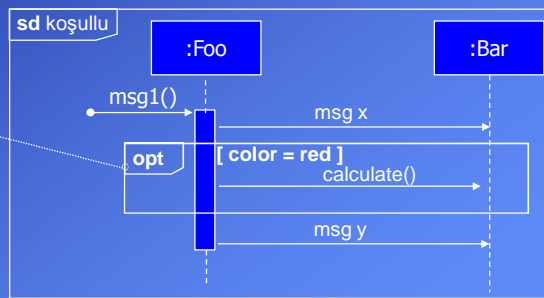 sd koşullu
:Foo
:Bar
msg1()
msg x
opt
[ color = red ]
calculate()
msg y